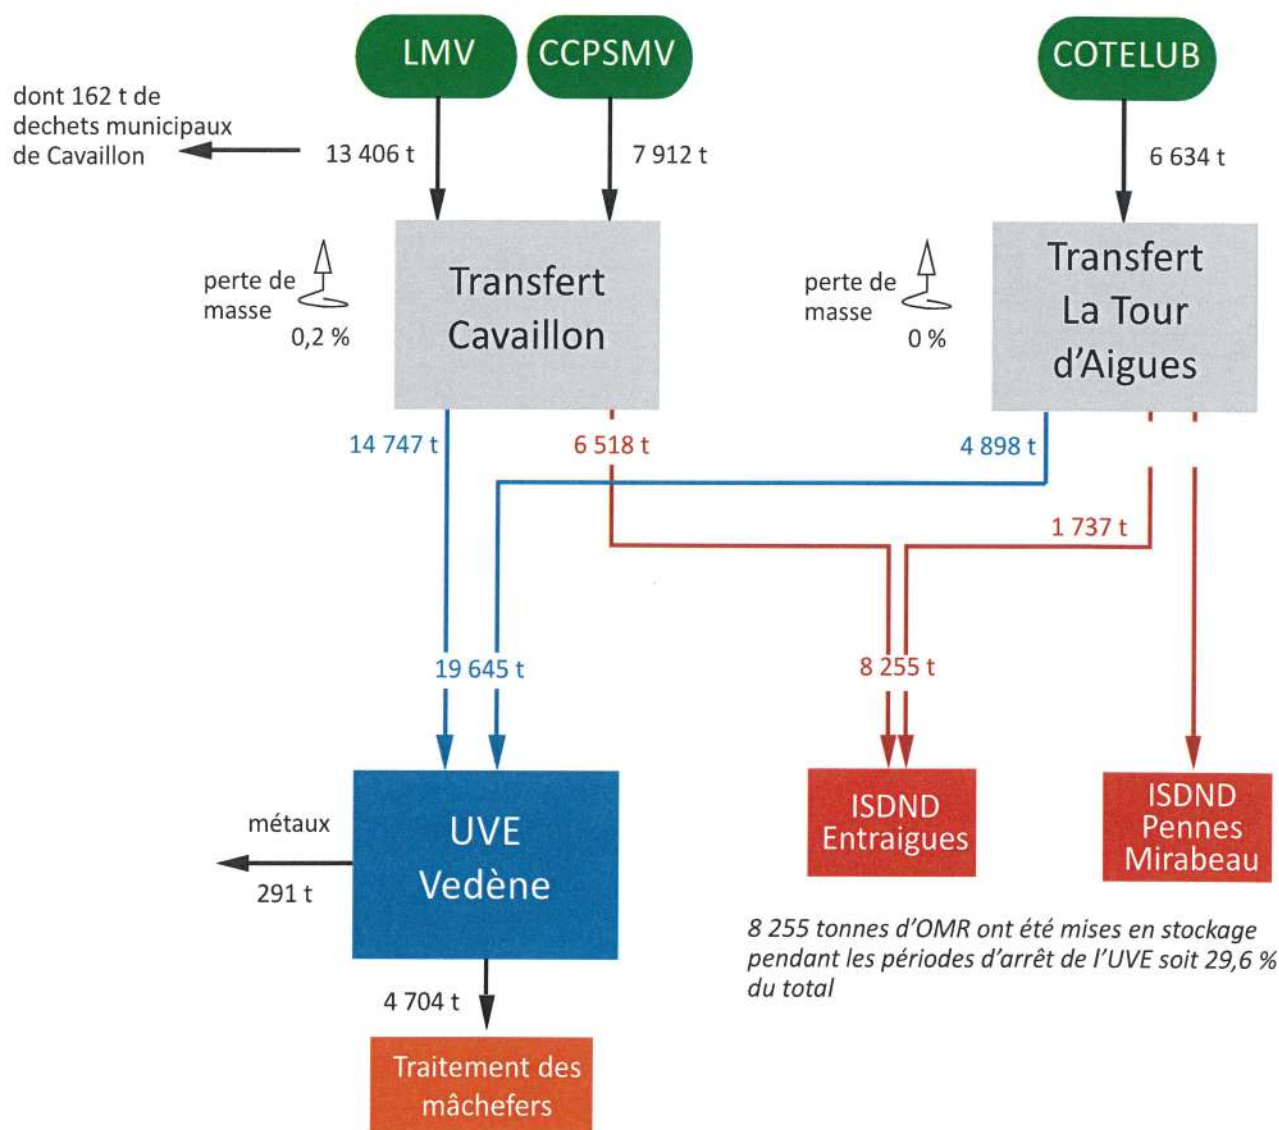 LMV
CCPSMV
COTELUB
dont 162 t de
dechets municipaux
de Cavaillon
13 406 t
7 912 t
6 634 t
perte de
masse
0,2 %
Transfert
Cavaillon
perte de
masse
0 %
Transfert
La Tour
d'Aigues
14 747 t
6 518 t
4 898 t
1 737 t
19 645 t
8 255 t
métaux
291 t
UVE
Vedène
ISDND
Entraigues
ISDND
Pennes
Mirabeau
8 255 tonnes d'OMR ont été mises en stockage
pendant les périodes d'arrêt de l'UVE soit 29,6 %
du total
4 704 t
Traitement des
mâchefers